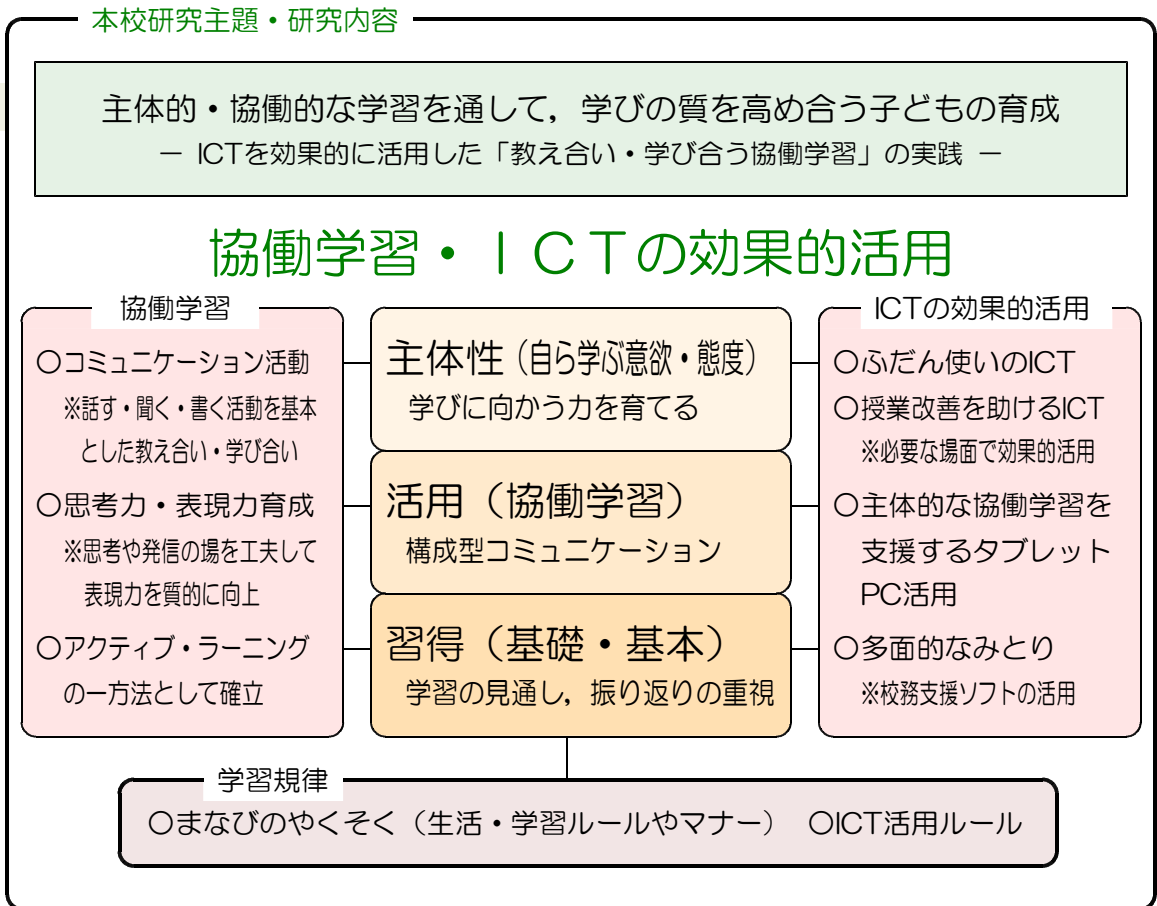 本校研究主題・研究内容
主体的・協働的な学習を通して，学びの質を高め合う子どもの育成
－ ICTを効果的に活用した「教え合い・学び合う協働学習」の実践 －
協働学習・ＩＣＴの効果的活用
協働学習
○コミュニケーション活動
※話す・聞く・書く活動を基本
とした教え合い・学び合い
○思考力・表現力育成
※思考や発信の場を工夫して
表現力を質的に向上
○アクティブ・ラーニング
の一方法として確立
主体性（自ら学ぶ意欲・態度）
学びに向かう力を育てる
活用（協働学習）
構成型コミュニケーション
習得（基礎・基本）
学習の見通し，振り返りの重視
ICTの効果的活用
○ふだん使いのICT
○授業改善を助けるICT
※必要な場面で効果的活用
○主体的な協働学習を
支援するタブレット
PC活用
○多面的なみとり
※校務支援ソフトの活用
学習規律
○まなびのやくそく（生活・学習ルールやマナー）　○ICT活用ルール